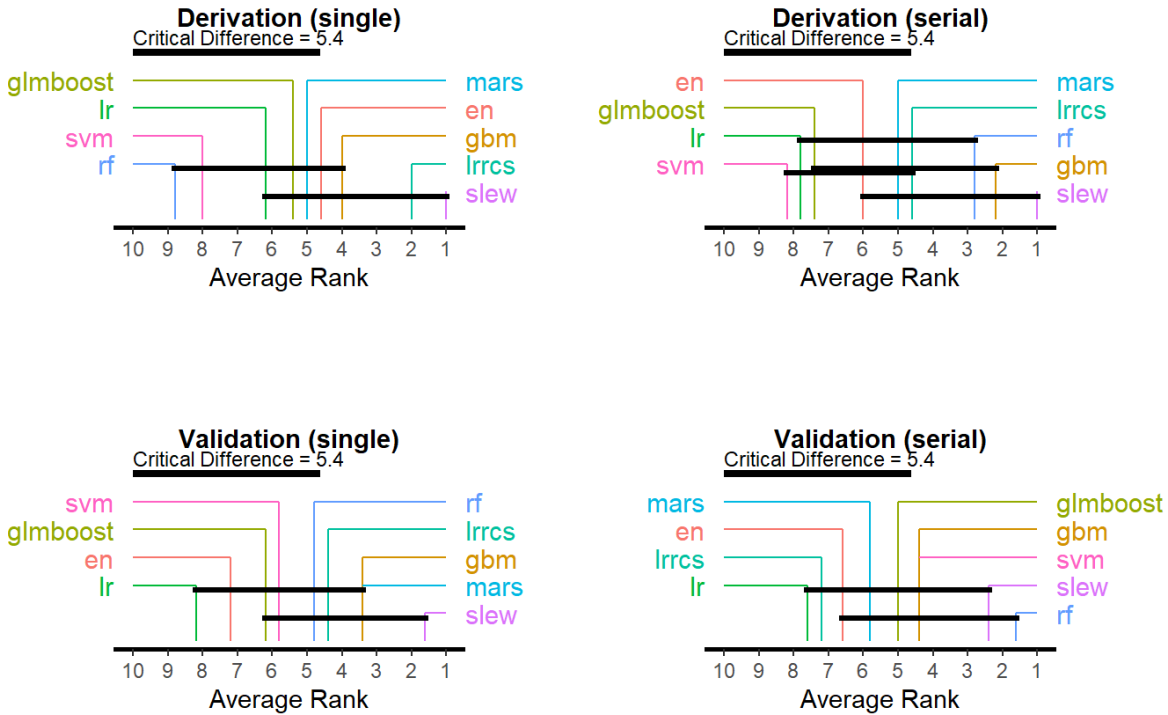 Derivation (single)
Critical Difference = 5.4
glmboost
lr
svm
rf
mars
en
gbm
lrrcs
slew
10 9 8 7 6 5 4 3 2 1
Average Rank
Derivation (serial)
Critical Difference = 5.4
en
glmboost
lr
svm
mars
lrrcs
rf
gbm
slew
10 9 8 7 6 5 4 3 2 1
Average Rank
Validation (single)
Critical Difference = 5.4
svm
glmboost
en
lr
rf
lrrcs
gbm
mars
slew
10 9 8 7 6 5 4 3 2 1
Average Rank
Validation (serial)
Critical Difference = 5.4
mars
en
lrrcs
lr
glmboost
gbm
svm
slew
rf
10 9 8 7 6 5 4 3 2 1
Average Rank